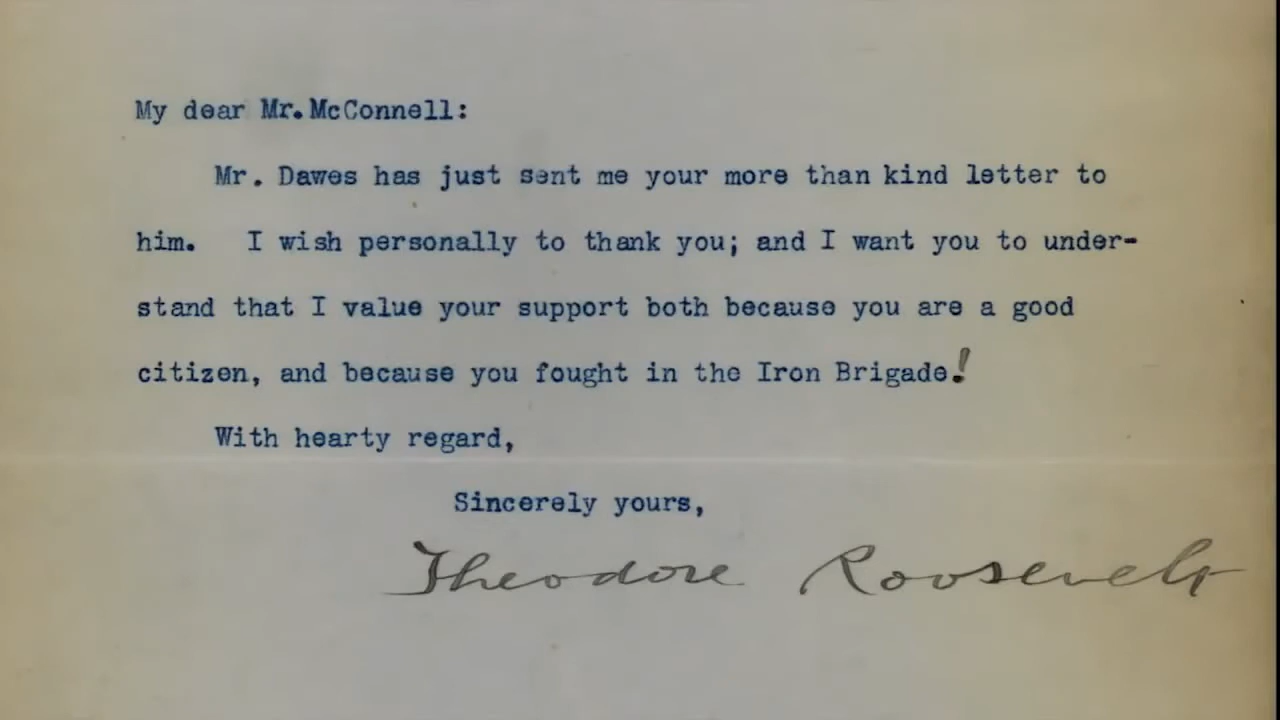 My dear Mr. McConnell:
Mr. Dawes has just sent me your more than kind letter to
him. I wish personally to thank you; and I want you to under-
stand that I value your support both because you are a good
citizen, and because you fought in the Iron Brigade!
With hearty regard,
Sincerely yours,
Theodore Roosevelt